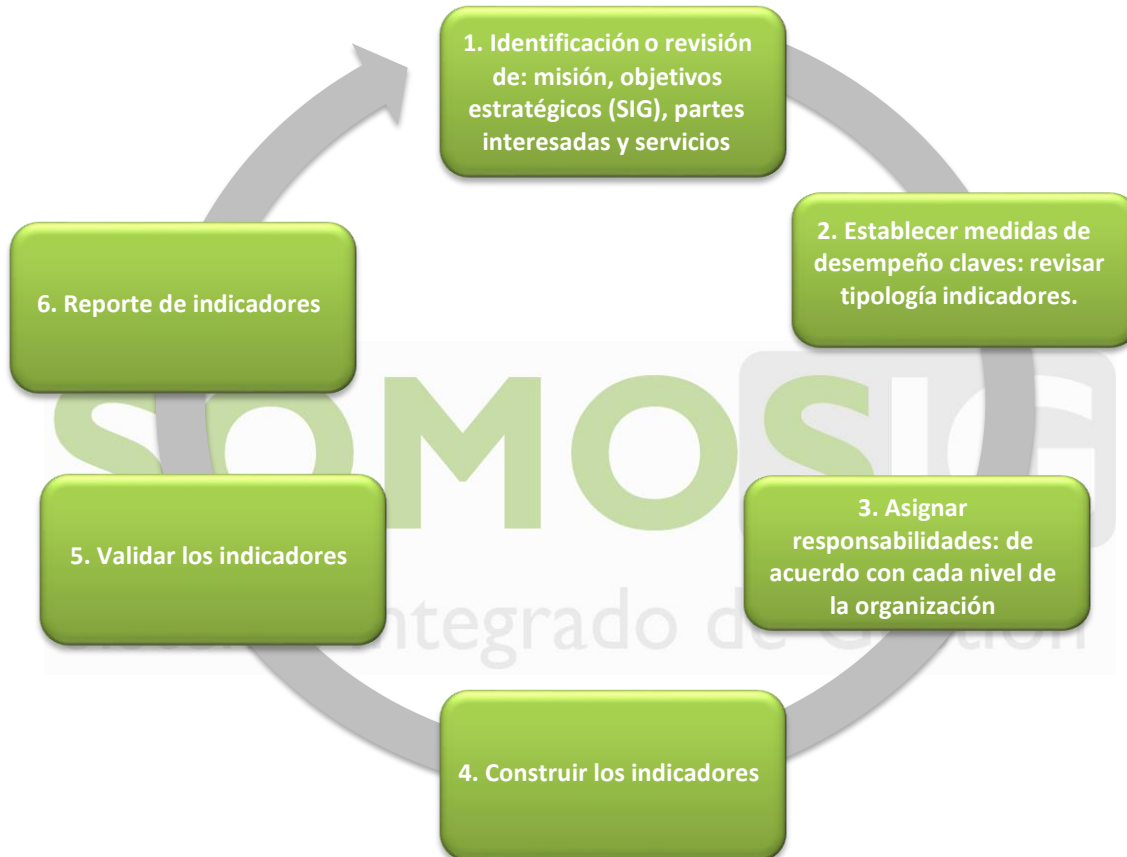 1. Identificación o revisión
de: misión, objetivos
estratégicos (SIG), partes
interesadas y servicios
2. Establecer medidas de
desempeño claves: revisar
tipología indicadores.
3. Asignar
responsabilidades: de
acuerdo con cada nivel de
la organización
4. Construir los indicadores
5. Validar los indicadores
6. Reporte de indicadores
SOMOSIG